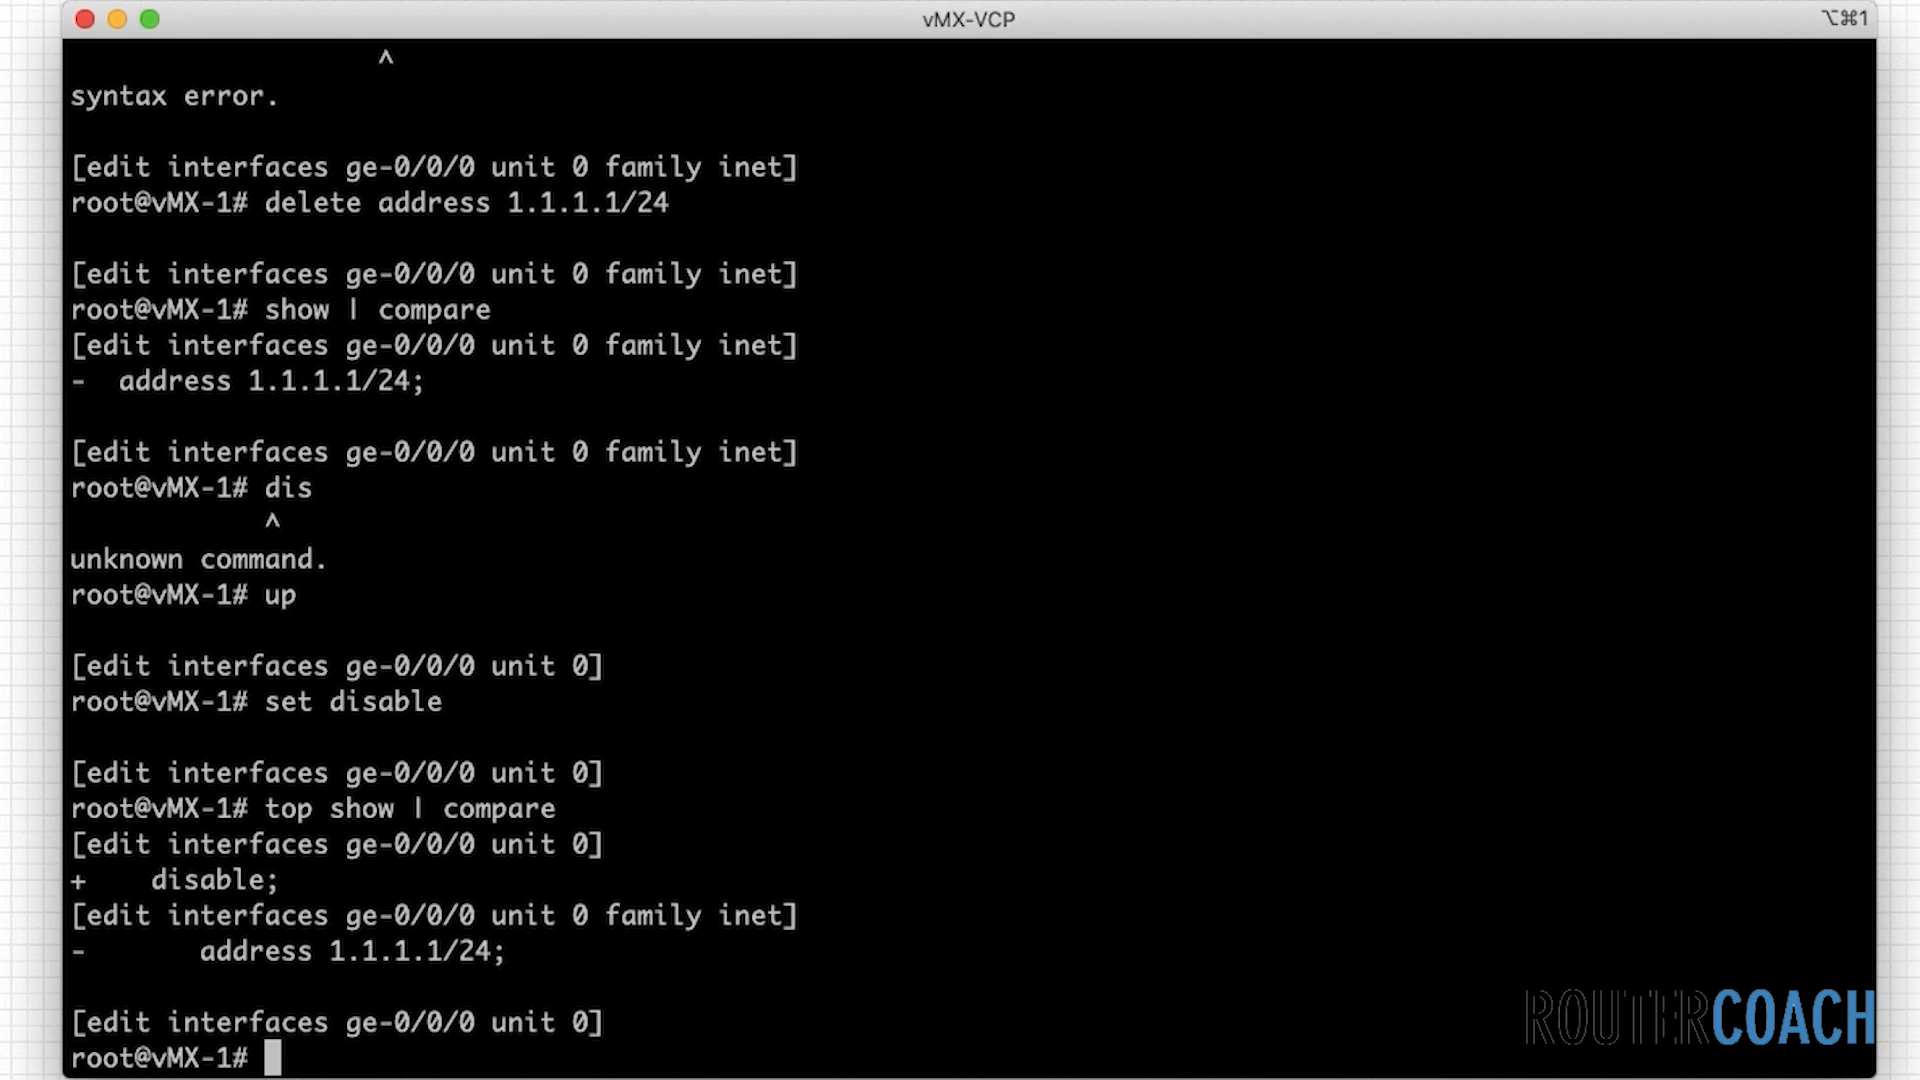 vMX-VCP
⌥⌘1
^
syntax error.
[edit interfaces ge-0/0/0 unit 0 family inet]
root@vMX-1# delete address 1.1.1.1/24
[edit interfaces ge-0/0/0 unit 0 family inet]
root@vMX-1# show | compare
[edit interfaces ge-0/0/0 unit 0 family inet]
-  address 1.1.1.1/24;
[edit interfaces ge-0/0/0 unit 0 family inet]
root@vMX-1# dis
^
unknown command.
root@vMX-1# up
[edit interfaces ge-0/0/0 unit 0]
root@vMX-1# set disable
[edit interfaces ge-0/0/0 unit 0]
root@vMX-1# top show | compare
[edit interfaces ge-0/0/0 unit 0]
+    disable;
[edit interfaces ge-0/0/0 unit 0 family inet]
-       address 1.1.1.1/24;
[edit interfaces ge-0/0/0 unit 0]
root@vMX-1#
ROUTERCOACH